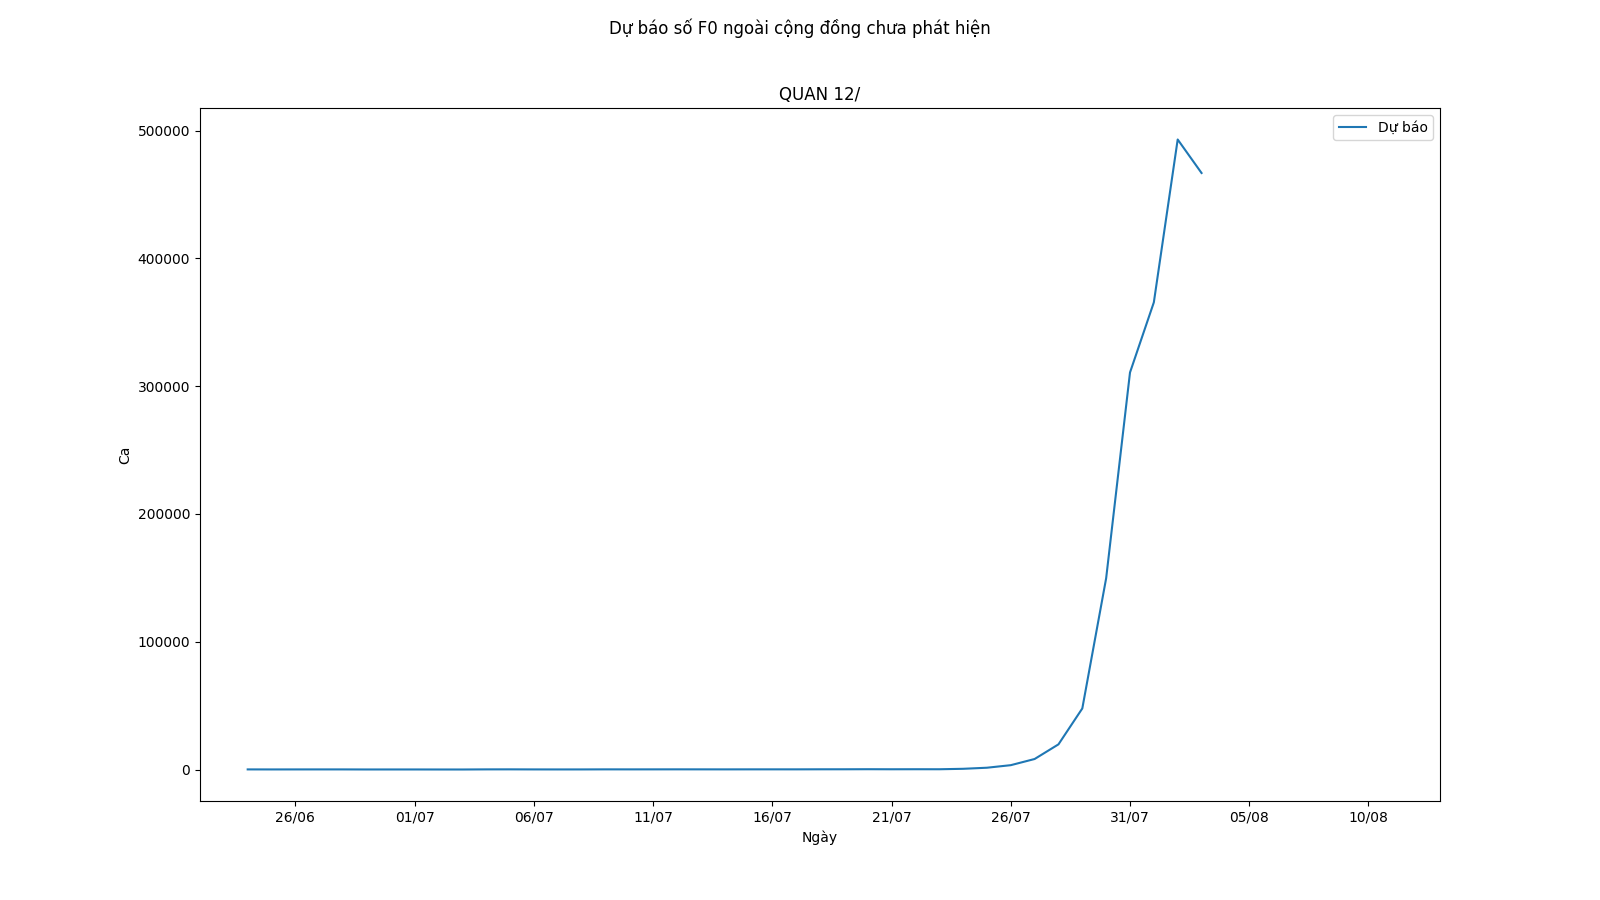 Dự báo số F0 ngoài cộng đồng chưa phát hiện
QUAN 12/
Dự báo
500000
400000
300000
200000
100000
0
Ca
26/06 01/07 06/07 11/07 16/07 21/07 26/07 31/07 05/08 10/08
Ngày